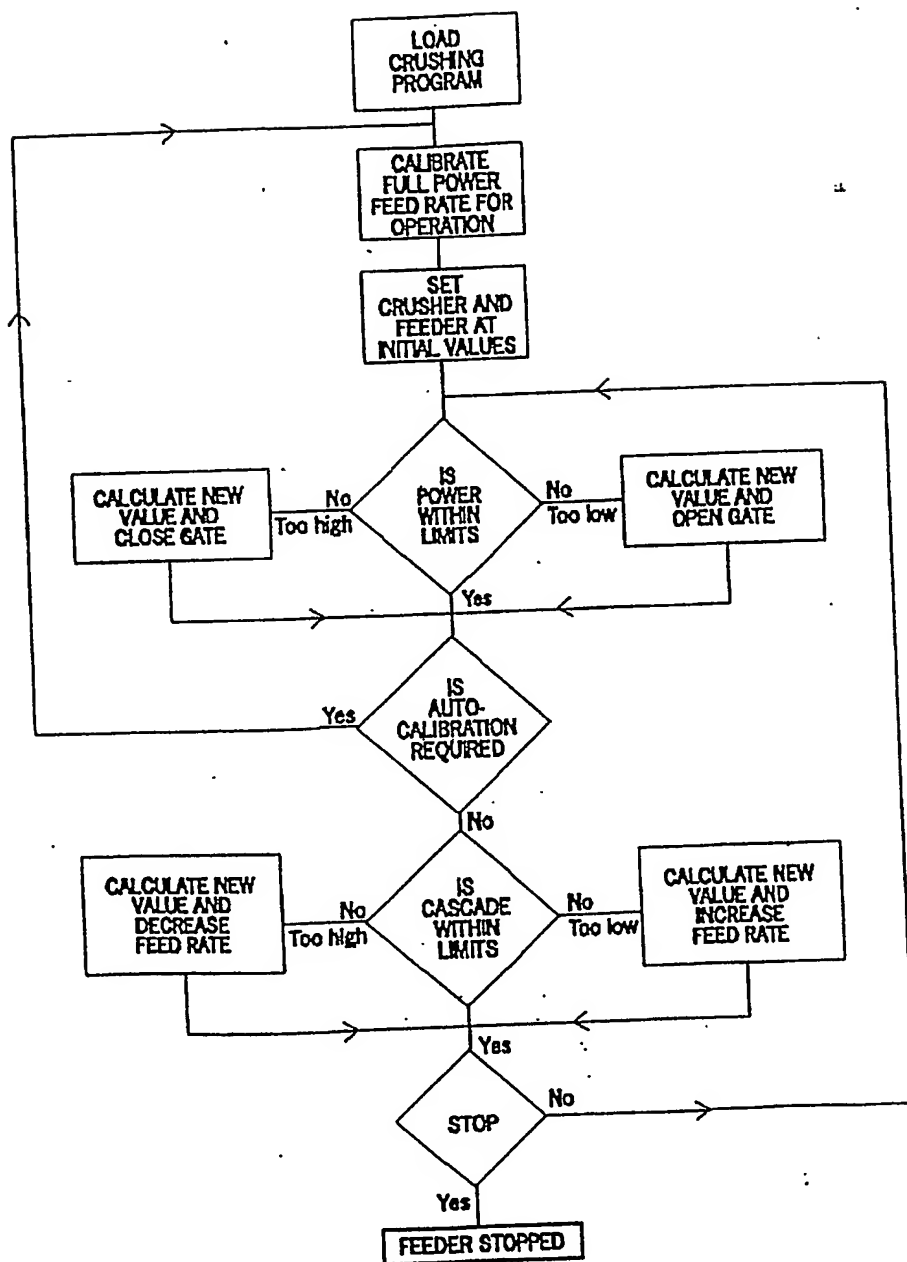 LOAD
CRUSHING
PROGRAM
CALIBRATE
FULL POWER
FEED RATE FOR
OPERATION
SET
CRUSHER AND
FEEDER AT
INITIAL VALUES
CALCULATE NEW
VALUE AND
CLOSE GATE
No
Too high
IS
POWER
WITHIN
LIMITS
No
Too low
CALCULATE NEW
VALUE AND
OPEN GATE
Yes
Yes
IS
AUTO-
CALIBRATION
REQUIRED
No
CALCULATE NEW
VALUE AND
DECREASE
FEED RATE
No
Too high
IS
CASCADE
WITHIN
LIMITS
No
Too low
CALCULATE NEW
VALUE AND
INCREASE
FEED RATE
Yes
STOP
No
Yes
FEEDER STOPPED